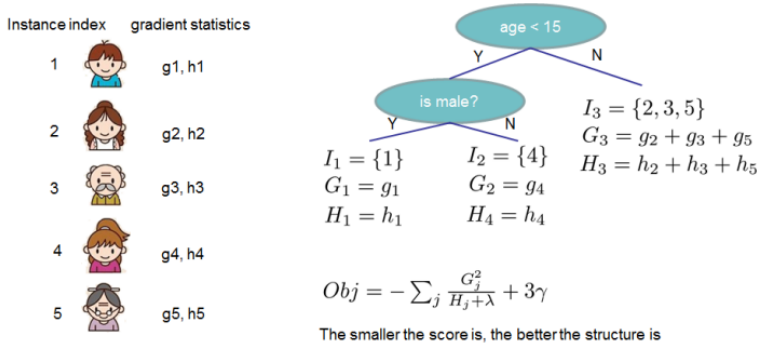 Instance index gradient statistics
1 g1, h1
2 g2, h2
3 g3, h3
4 g4, h4
5 g5, h5
age < 15
Y N
is male?
Y N
I₁ = {1}
G₁ = g₁
H₁ = h₁
I₂ = {4}
G₂ = g₄
H₄ = h₄
I₃ = {2, 3, 5}
G₃ = g₂ + g₃ + g₅
H₃ = h₂ + h₃ + h₅
Obj = −∑ⱼ Gⱼ²/(Hⱼ+λ) + 3γ
The smaller the score is, the better the structure is